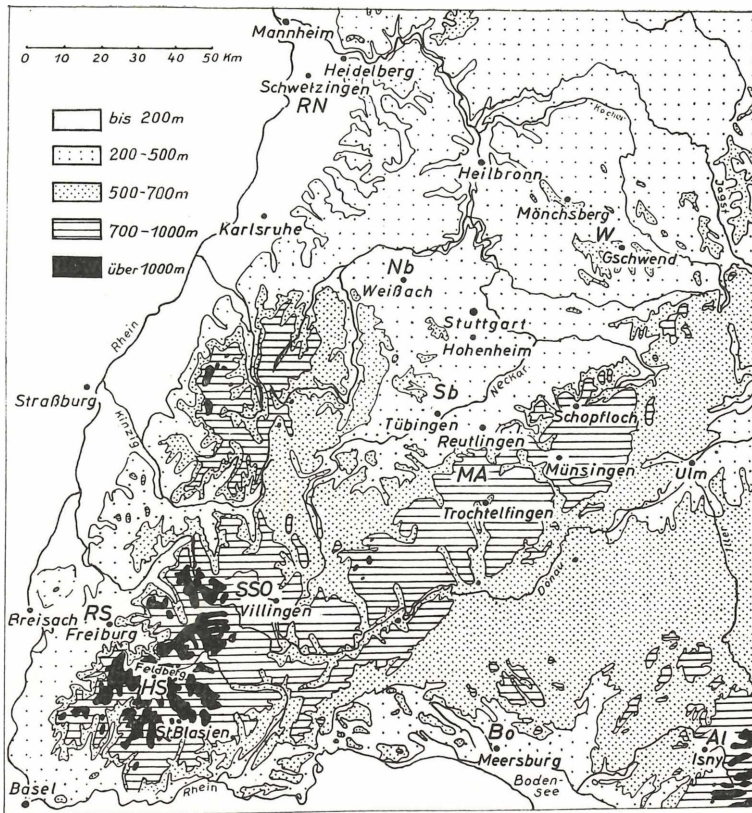 Mannheim
0 10 20 30 40 50 Km
Heidelberg
Schwetzingen
RN
bis 200m
200-500m
500-700m
700-1000m
über 1000m
Kocher
Jagst
Heilbronn
Mönchsberg
W
Gschwend
Karlsruhe
Nb
Weißach
Stuttgart
Hohenheim
Rhein
Straßburg
Kinzig
Sb
Neckar
Tübingen
Reutlingen
Schopfloch
MA
Münsingen
Ulm
Trochtelfingen
Iller
Donau
SSO
Villingen
Breisach
RS
Freiburg
Feldberg
HS
St Blasien
Bo
Meersburg
Boden-
see
Al
Isny
Rhein
Basel